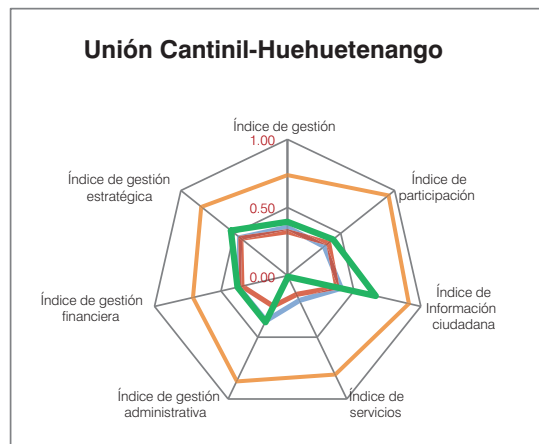 Unión Cantinil-Huehuetenango
Índice de gestión
1.00
Índice de gestión
estratégica
Índice de
participación
0.50
0.00
Índice de gestión
financiera
Índice de
Información
ciudadana
Índice de gestión
administrativa
Índice de
servicios